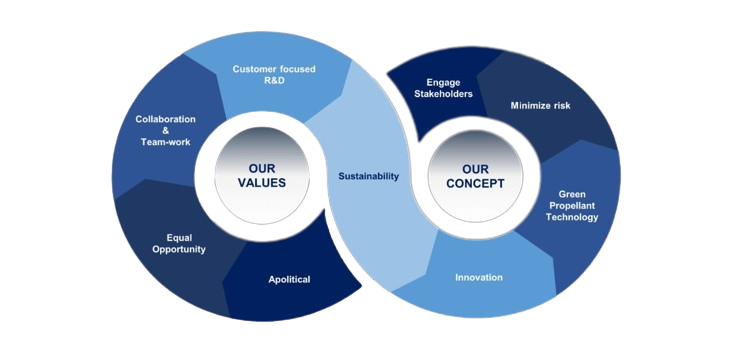 Customer focused
R&D
Collaboration
&
Team-work
OUR
VALUES
Equal
Opportunity
Apolitical
Sustainability
Engage
Stakeholders
Minimize risk
OUR
CONCEPT
Green
Propellant
Technology
Innovation